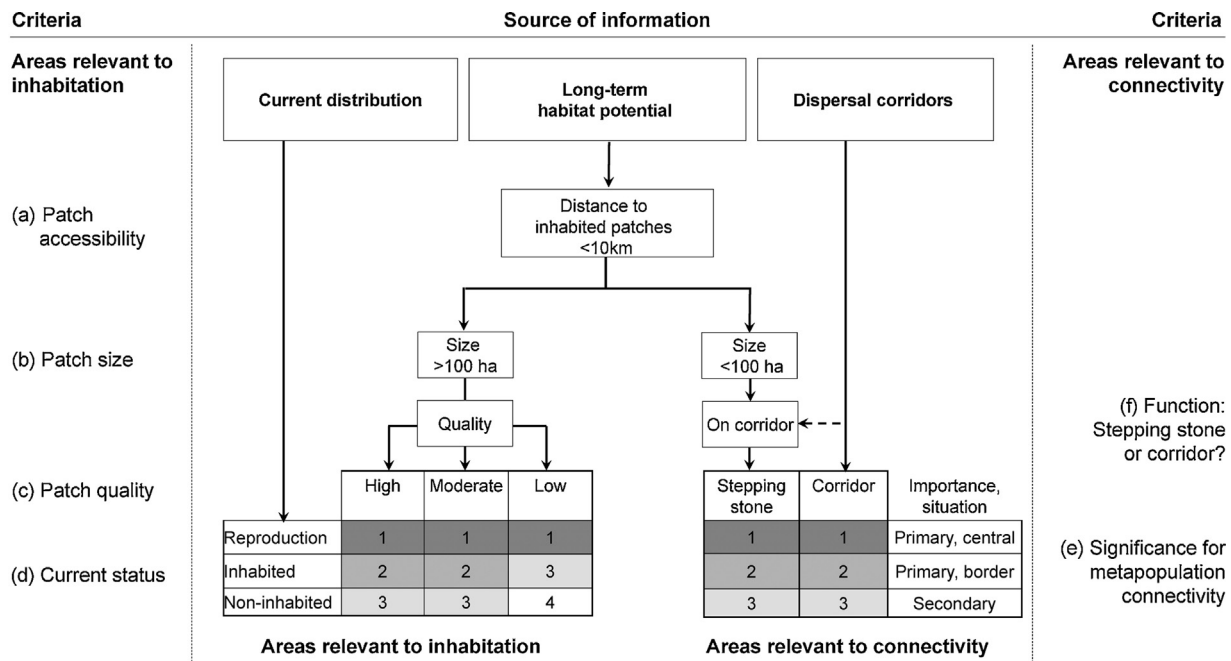 Criteria
Source of information
Criteria
Areas relevant to
inhabitation
Current distribution
Long-term
habitat potential
Dispersal corridors
Areas relevant to
connectivity
(a) Patch
accessibility
Distance to
inhabited patches
<10km
(b) Patch size
Size
>100 ha
Size
<100 ha
Quality
On corridor
(f) Function:
Stepping stone
or corridor?
(c) Patch quality
High
Moderate
Low
Stepping
stone
Corridor
Importance,
situation
Reproduction
1
1
1
1
1
Primary, central
(d) Current status
Inhabited
2
2
3
2
2
Primary, border
(e) Significance for
metapopulation
connectivity
Non-inhabited
3
3
4
3
3
Secondary
Areas relevant to inhabitation
Areas relevant to connectivity